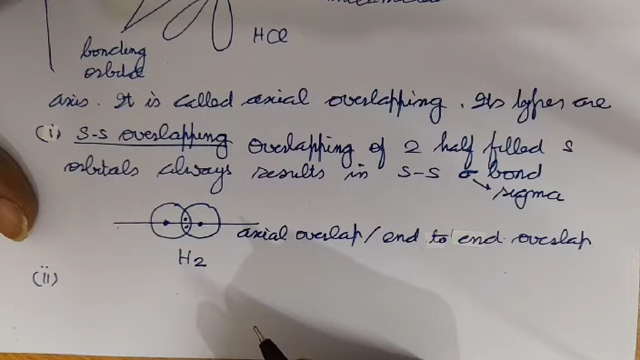 HCl
bonding
orbital
axis. It is called axial overlapping. Its types are
(i) s-s overlapping overlapping of 2 half filled s
orbitals always results in s-s σ bond
sigma
axial overlap/end to end overlap
H2
(ii)